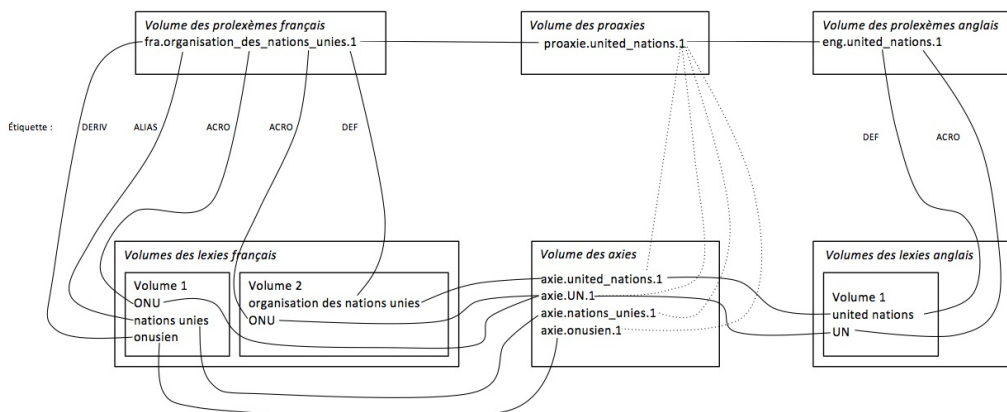 Volume des prolexèmes français
fra.organisation_des_nations_unies.1
Volume des proaxies
proaxie.united_nations.1
Volume des prolexèmes anglais
eng.united_nations.1
Étiquette :
DERIV
ALIAS
ACRO
ACRO
DEF
DEF
ACRO
Volumes des lexies français
Volume 1
ONU
nations unies
onusien
Volume 2
organisation des nations unies
ONU
Volume des axies
axie.united_nations.1
axie.UN.1
axie.nations_unies.1
axie.onusien.1
Volumes des lexies anglais
Volume 1
united nations
UN